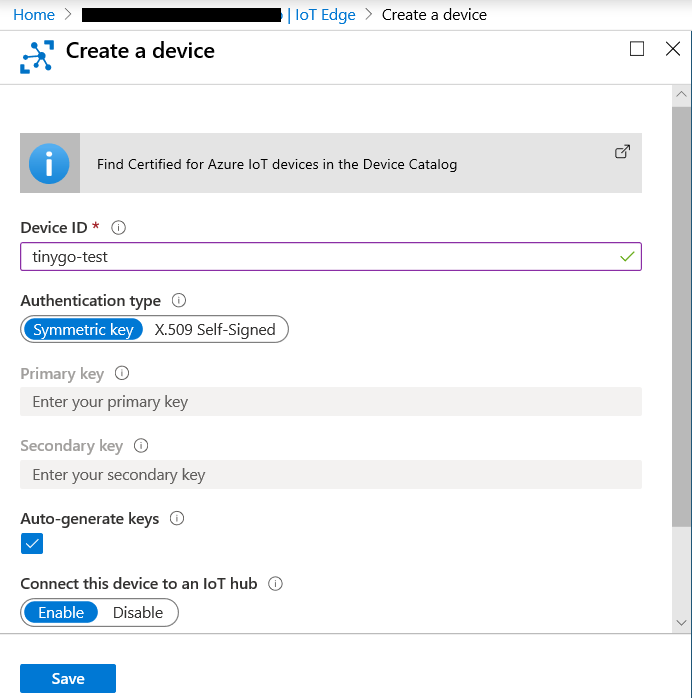 Home > | IoT Edge > Create a device
Create a device
Find Certified for Azure IoT devices in the Device Catalog
Device ID *
tinygo-test
Authentication type
Symmetric key X.509 Self-Signed
Primary key
Enter your primary key
Secondary key
Enter your secondary key
Auto-generate keys
Connect this device to an IoT hub
Enable Disable
Save